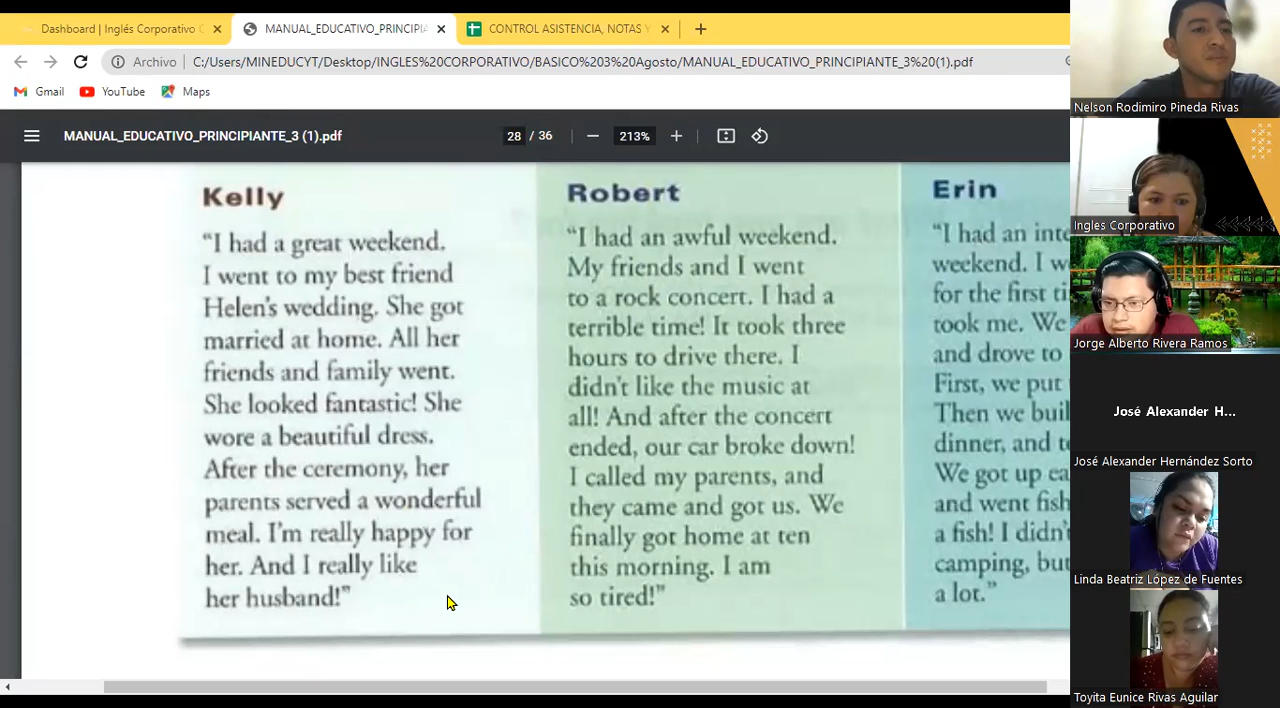 Dashboard | Inglés Corporativo
MANUAL_EDUCATIVO_PRINCIPIA
CONTROL ASISTENCIA, NOTAS Y
Archivo
C:/Users/MINEDUCYT/Desktop/INGLES%20CORPORATIVO/BASICO%203%20Agosto/MANUAL_EDUCATIVO_PRINCIPIANTE_3%20(1).pdf
Gmail
YouTube
Maps
MANUAL_EDUCATIVO_PRINCIPIANTE_3 (1).pdf
28 / 36
213%
Kelly
"I had a great weekend.
I went to my best friend
Helen's wedding. She got
married at home. All her
friends and family went.
She looked fantastic! She
wore a beautiful dress.
After the ceremony, her
parents served a wonderful
meal. I'm really happy for
her. And I really like
her husband!"
Robert
"I had an awful weekend.
My friends and I went
to a rock concert. I had a
terrible time! It took three
hours to drive there. I
didn't like the music at
all! And after the concert
ended, our car broke down!
I called my parents, and
they came and got us. We
finally got home at ten
this morning. I am
so tired!"
Erin
"I had an inte
weekend. I w
for the first ti
took me. We
and drove to
First, we put
Then we buil
dinner, and t
We got up ea
and went fish
a fish! I didn'
camping, but
a lot."
Nelson Rodimiro Pineda Rivas
Ingles Corporativo
Jorge Alberto Rivera Ramos
José Alexander H...
José Alexander Hernández Sorto
Linda Beatriz López de Fuentes
Toyita Eunice Rivas Aguilar